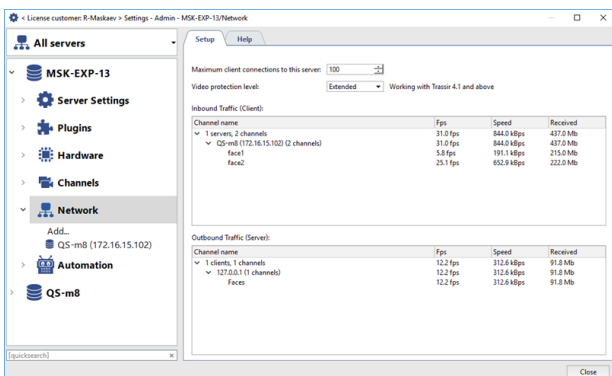 < License customer: R-Maskaev > Settings - Admin - MSK-EXP-13/Network
All servers
MSK-EXP-13
Server Settings
Plugins
Hardware
Channels
Network
Add...
QS-m8 (172.16.15.102)
Automation
QS-m8
[quicksearch]
Setup Help
Maximum client connections to this server: 100
Video protection level: Extended Working with Trassir 4.1 and above
Inbound Traffic (Client):
Channel name Fps Speed Received
1 servers, 2 channels 31.0 fps 844.0 kBps 437.0 Mb
QS-m8 (172.16.15.102) (2 channels) 31.0 fps 844.0 kBps 437.0 Mb
face1 5.8 fps 191.1 kBps 215.0 Mb
face2 25.1 fps 652.9 kBps 222.0 Mb
Outbound Traffic (Server):
Channel name Fps Speed Received
1 clients, 1 channels 12.2 fps 312.6 kBps 91.8 Mb
127.0.0.1 (1 channels) 12.2 fps 312.6 kBps 91.8 Mb
Faces 12.2 fps 312.6 kBps 91.8 Mb
Close